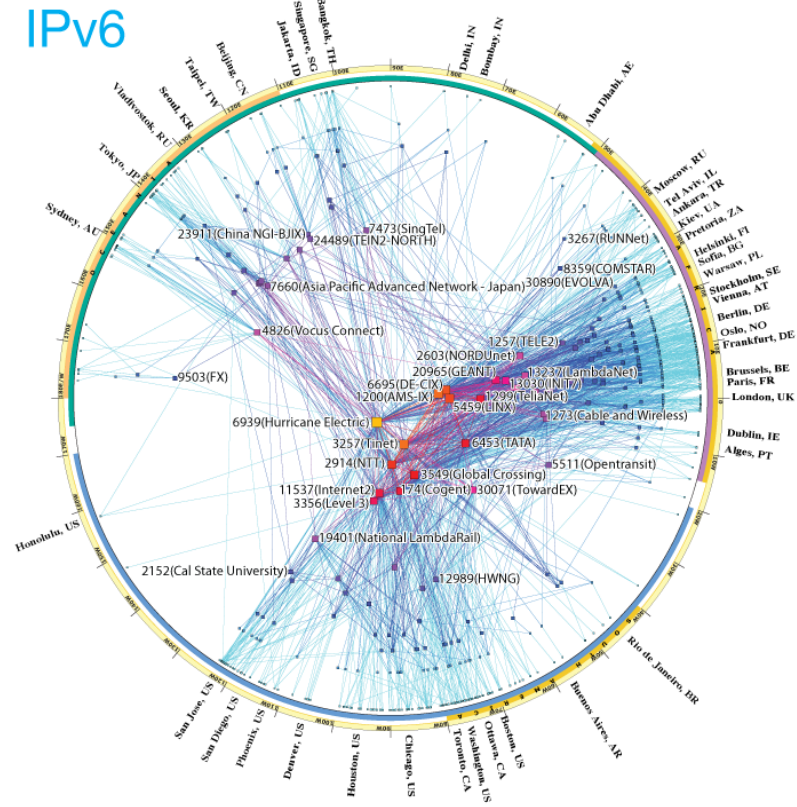 IPv6
Jakarta, ID
Singapore, SG
Bangkok, TH
Delhi, IN
Bombay, IN
Abu Dhabi, AE
Beijing, CN
Taipei, TW
Seoul, KR
Vladivostok, RU
Tokyo, JP
Sydney, AU
Moscow, RU
Tel Aviv, IL
Ankara, TR
Kiev, UA
Pretoria, ZA
Helsinki, FI
Sofia, BG
Warsaw, PL
Stockholm, SE
Vienna, AT
Berlin, DE
Oslo, NO
Frankfurt, DE
Brussels, BE
Paris, FR
London, UK
Dublin, IE
Alges, PT
23911(China NGI-BJIX)
7473(SingTel)
24489(TEIN2-NORTH)
3267(RUNNet)
8359(COMSTAR)
30890(EVOLVA)
7660(Asia Pacific Advanced Network - Japan)
4826(Vocus Connect)
1257(TELE2)
2603(NORDUnet)
20965(GEANT)
13237(LambdaNet)
9503(FX)
6695(DE-CIX)
13030(INIT7)
1200(AMS-IX)
1299(TeliaNet)
5459(LINX)
1273(Cable and Wireless)
6939(Hurricane Electric)
3257(Tinet)
6453(TATA)
2914(NTT)
5511(Opentransit)
3549(Global Crossing)
11537(Internet2)
174(Cogent)
30071(TowardEX)
3356(Level 3)
19401(National LambdaRail)
2152(Cal State University)
12989(HWNG)
Honolulu, US
San Jose, US
San Diego, US
Phoenix, US
Denver, US
Houston, US
Chicago, US
Toronto, CA
Washington, US
Ottawa, CA
Boston, US
Buenos Aires, AR
Rio de Janeiro, BR